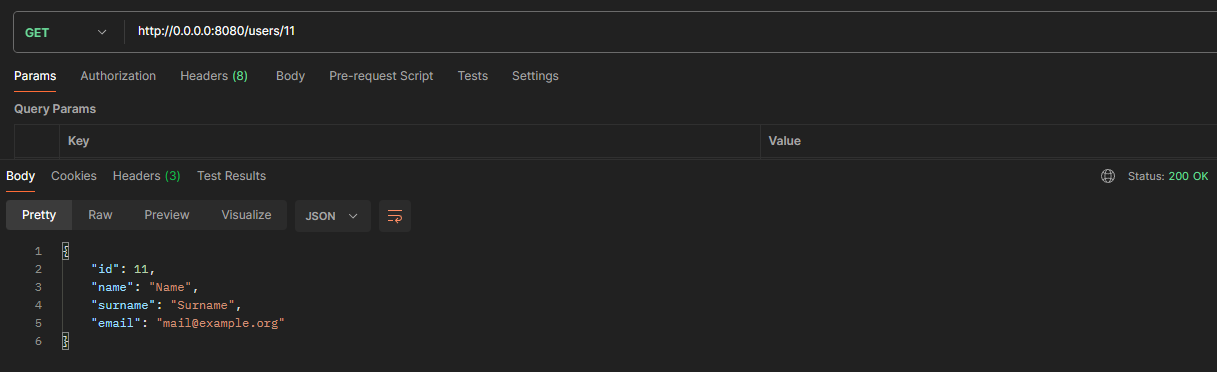 GET http://0.0.0.0:8080/users/11
Params Authorization Headers (8) Body Pre-request Script Tests Settings
Query Params
Key Value
Body Cookies Headers (3) Test Results Status: 200 OK
Pretty Raw Preview Visualize JSON
1 {
2 "id": 11,
3 "name": "Name",
4 "surname": "Surname",
5 "email": "mail@example.org"
6 }